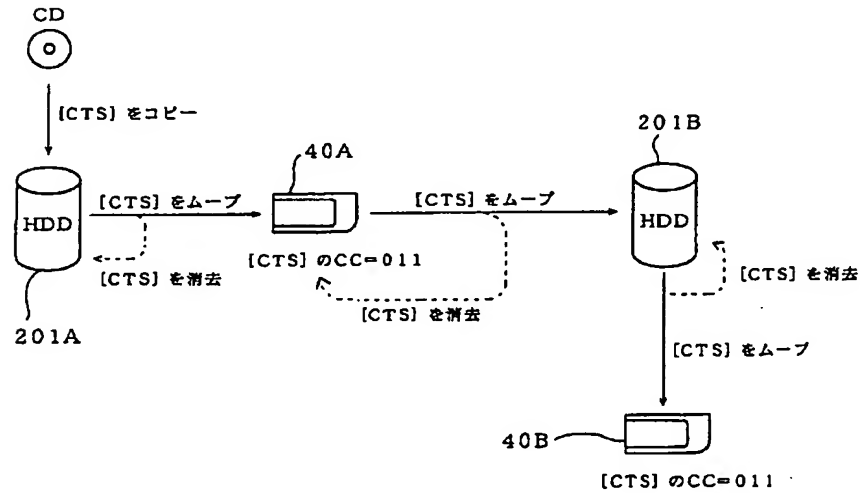 CD
[CTS] をコピー
HDD
201A
[CTS] をムーブ
[CTS] を消去
40A
[CTS] のCC=011
[CTS] をムーブ
[CTS] を消去
201B
HDD
[CTS] を消去
[CTS] をムーブ
40B
[CTS] のCC=011